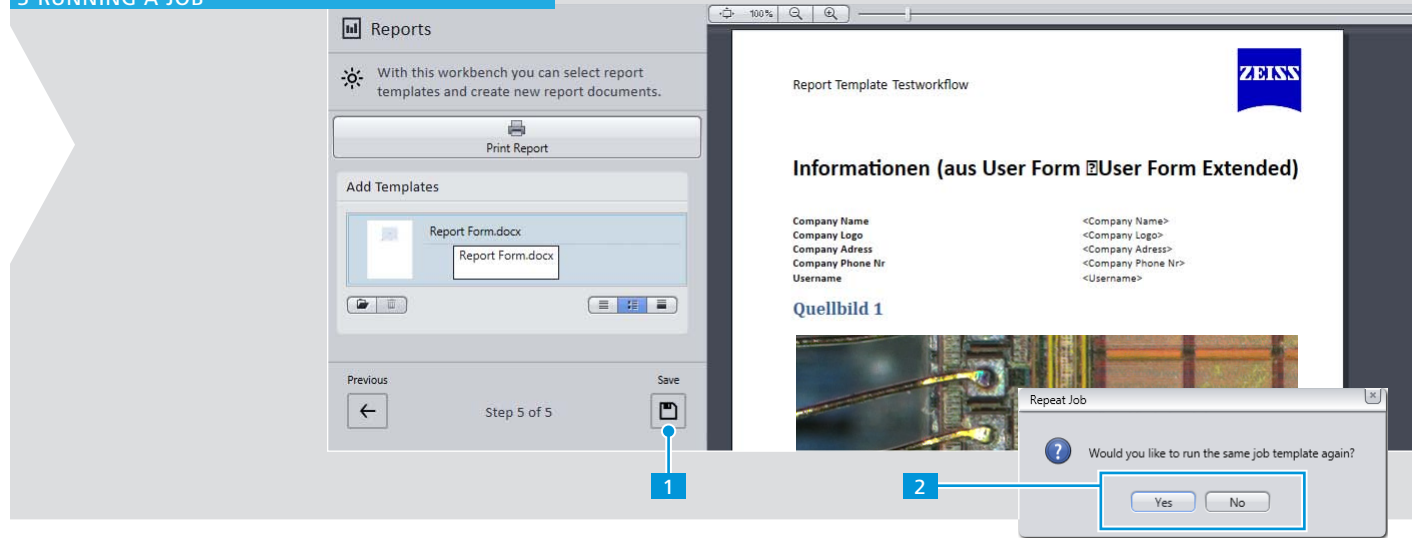 5 RUNNING A JOB
Reports
With this workbench you can select report
templates and create new report documents.
Print Report
Add Templates
Report Form.docx
Report Form.docx
Previous
Save
Step 5 of 5
1
100%
Report Template Testworkflow
ZEISS
Informationen (aus User Form ⍰User Form Extended)
Company Name <Company Name>
Company Logo <Company Logo>
Company Adress <Company Adress>
Company Phone Nr <Company Phone Nr>
Username <Username>
Quellbild 1
Repeat Job
Would you like to run the same job template again?
2
Yes No